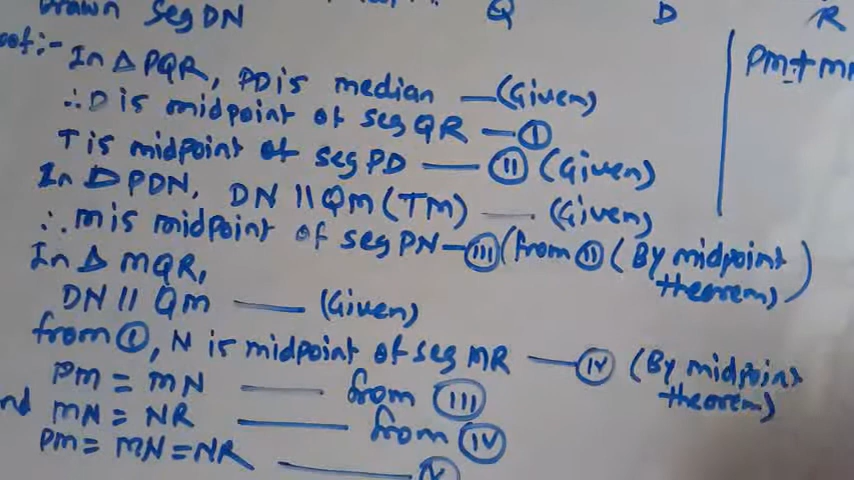 Drawn Seg DN
Q D R
oof:-
In Δ PQR, PD is median —(Given)
∴ D is midpoint of seg QR — Ⓘ
T is midpoint of seg PD — Ⓘⓘ (Given)
In Δ PDN, DN || QM (TM) — (Given)
∴ M is midpoint of seg PN — ⓘⓘⓘ (from ⓘⓘ (By midpoint theorem)
In Δ MQR,
DN || QM — (Given)
from Ⓘ, N is midpoint of seg MR — ⓘⓥ (By midpoint theorem)
PM = MN — from ⓘⓘⓘ
nd MN = NR — from ⓘⓥ
PM = MN = NR —
PM + MN